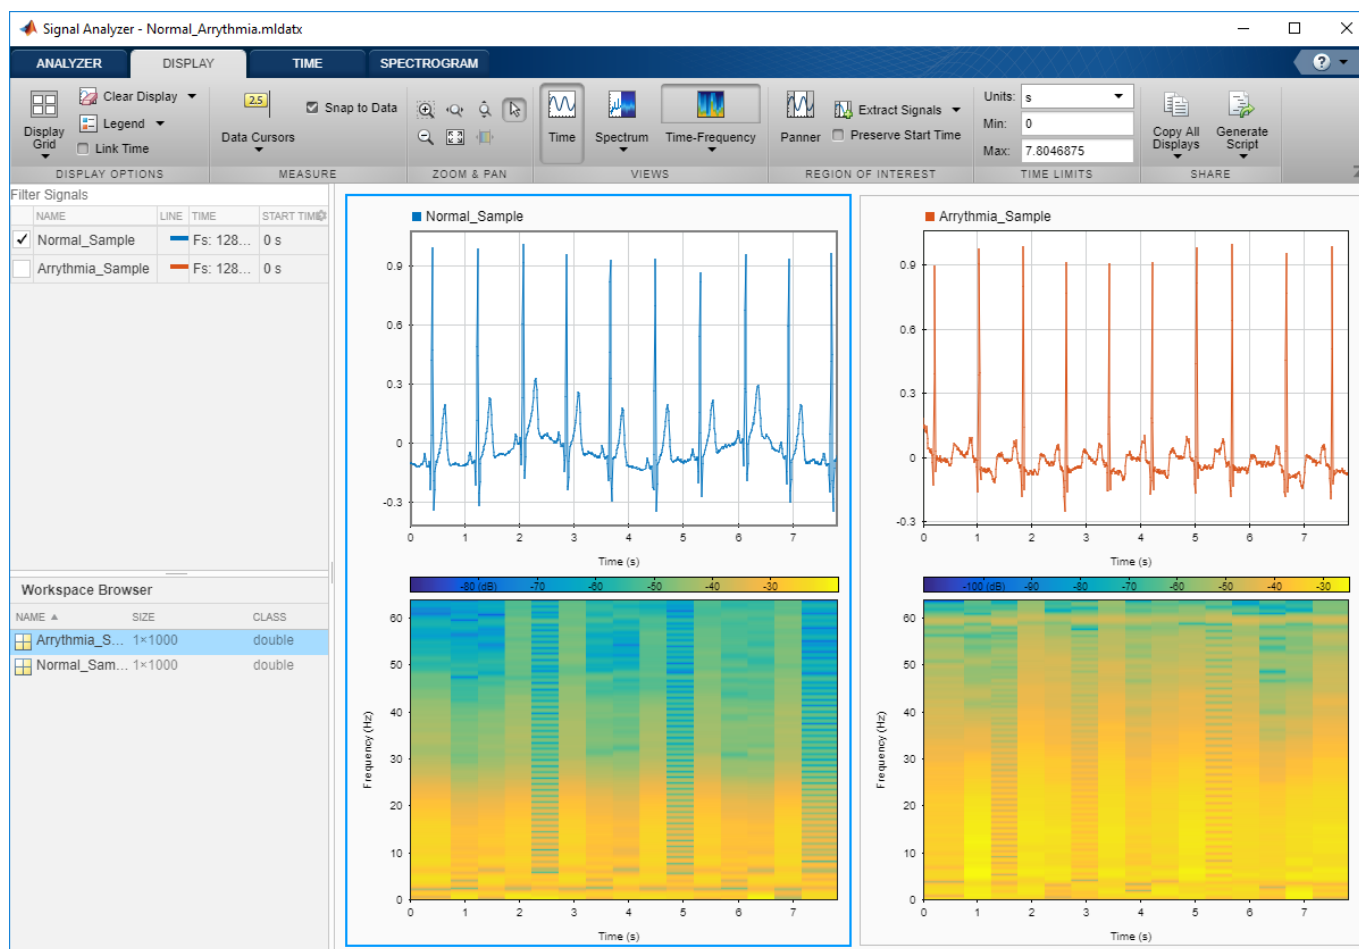 Signal Analyzer - Normal_Arrythmia.mldatx
ANALYZER DISPLAY TIME SPECTROGRAM ?
Display Grid
Clear Display
Legend
Link Time
DISPLAY OPTIONS
2.5
Data Cursors
Snap to Data
MEASURE
ZOOM & PAN
Time
Spectrum
Time-Frequency
VIEWS
Panner
Extract Signals
Preserve Start Time
REGION OF INTEREST
Units: s
Min: 0
Max: 7.8046875
TIME LIMITS
Copy All Displays
Generate Script
SHARE
Filter Signals
NAME LINE TIME START TIME
Normal_Sample Fs: 128... 0 s
Arrythmia_Sample Fs: 128... 0 s
Workspace Browser
NAME SIZE CLASS
Arrythmia_S... 1×1000 double
Normal_Sam... 1×1000 double
Normal_Sample
0.9
0.6
0.3
0
-0.3
0 1 2 3 4 5 6 7
Time (s)
-80 (dB) -70 -60 -50 -40 -30
60
50
40
30
20
10
0
Frequency (Hz)
0 1 2 3 4 5 6 7
Time (s)
Arrythmia_Sample
0.9
0.6
0.3
0
-0.3
0 1 2 3 4 5 6 7
Time (s)
-100 (dB) -90 -80 -70 -60 -50 -40 -30
60
50
40
30
20
10
0
Frequency (Hz)
0 1 2 3 4 5 6 7
Time (s)